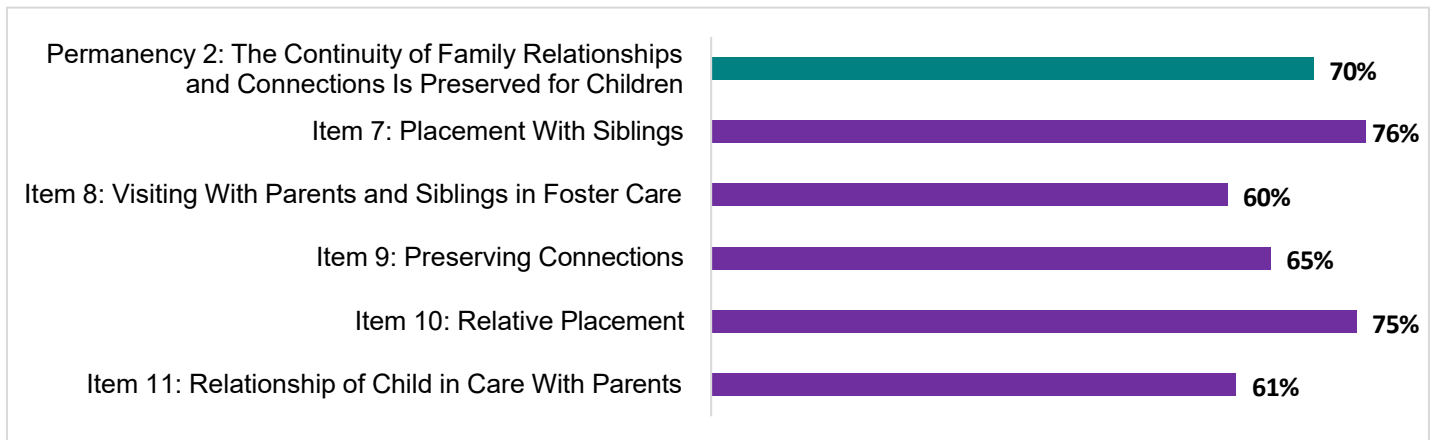 Permanency 2: The Continuity of Family Relationships
and Connections Is Preserved for Children
70%
Item 7: Placement With Siblings
76%
Item 8: Visiting With Parents and Siblings in Foster Care
60%
Item 9: Preserving Connections
65%
Item 10: Relative Placement
75%
Item 11: Relationship of Child in Care With Parents
61%